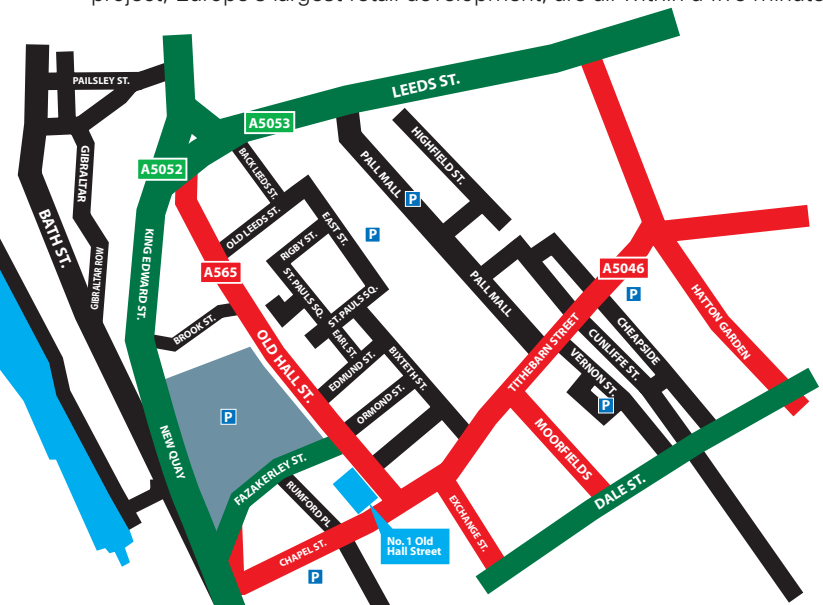 project, Europe's largest retail development, are all within a five minute
PAILSLEY ST.
LEEDS ST.
A5053
A5052
GIBRALTAR
BACK LEEDS ST.
PALL MALL
HIGHFIELD ST.
P
BATH ST.
KING EDWARD ST.
OLD LEEDS ST.
EAST ST.
P
RIGBY ST.
GIBRALTAR ROW
A565
ST. PAULS SQ.
ST. PAULS SQ.
PALL MALL
A5046
P
HATTON GARDEN
BROOK ST.
OLD HALL ST.
EARL ST.
EDMUND ST.
BIXTETH ST.
TITHEBARN STREET
CHEAPSIDE
CUNLIFFE ST.
VERNON ST.
P
ORMOND ST.
P
NEW QUAY
FAZAKERLEY ST.
MOORFIELDS
DALE ST.
RUMFORD PL
EXCHANGE ST.
CHAPEL ST.
No. 1 Old
Hall Street
P